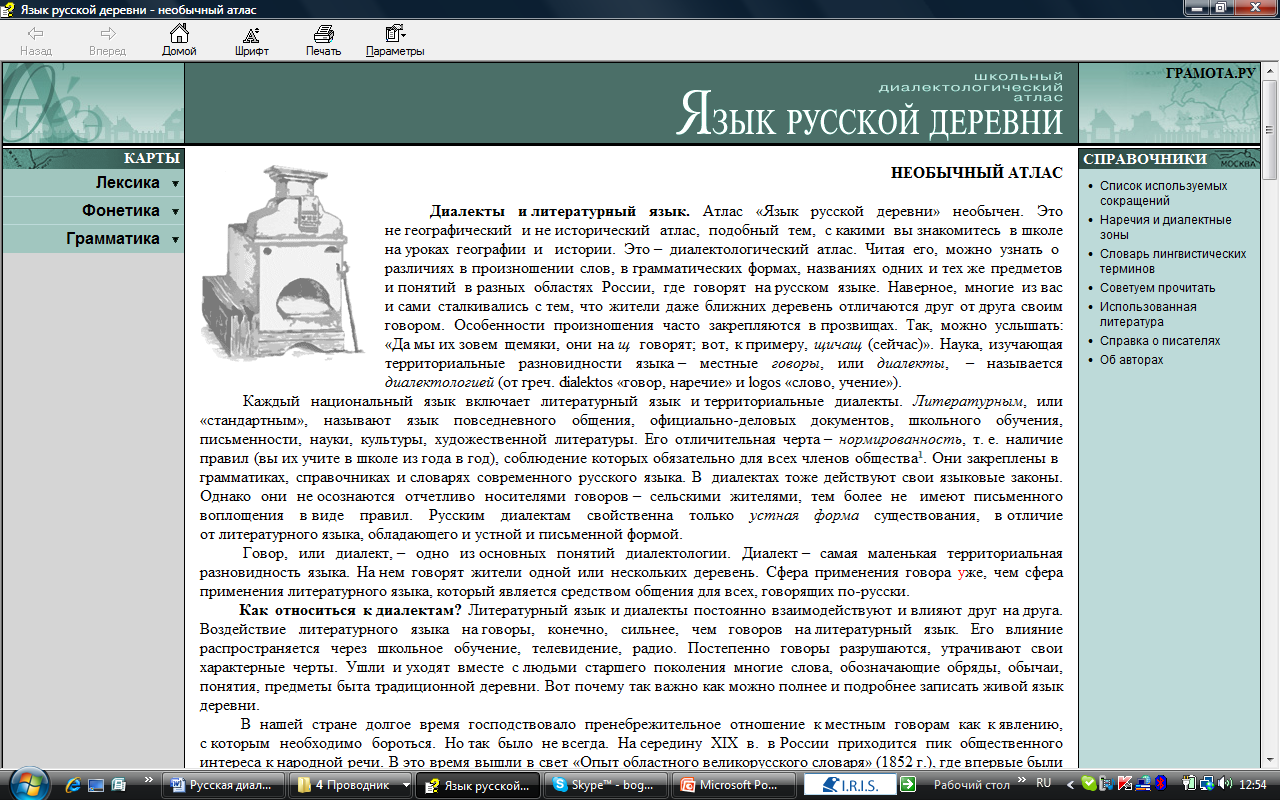 Язык русской деревни - необычный атлас
Назад
Вперед
Домой
Шрифт
Печать
Параметры
школьный
диалектологический
атлас
Язык русской деревни
ГРАМОТА.РУ
КАРТЫ
Лексика
Фонетика
Грамматика
НЕОБЫЧНЫЙ АТЛАС
Диалекты и литературный язык. Атлас «Язык русской деревни» необычен. Это
не географический и не исторический атлас, подобный тем, с какими вы знакомитесь в школе
на уроках географии и истории. Это – диалектологический атлас. Читая его, можно узнать о
различиях в произношении слов, в грамматических формах, названиях одних и тех же предметов
и понятий в разных областях России, где говорят на русском языке. Наверное, многие из вас
и сами сталкивались с тем, что жители даже ближних деревень отличаются друг от друга своим
говором. Особенности произношения часто закрепляются в прозвищах. Так, можно услышать:
«Да мы их зовем щемяки, они на щ говорят; вот, к примеру, щичащ (сейчас)». Наука, изучающая
территориальные разновидности языка – местные говоры, или диалекты, – называется
диалектологией (от греч. dialektos «говор, наречие» и logos «слово, учение»).
Каждый национальный язык включает литературный язык и территориальные диалекты. Литературным, или
«стандартным», называют язык повседневного общения, официально-деловых документов, школьного обучения,
письменности, науки, культуры, художественной литературы. Его отличительная черта – нормированность, т. е. наличие
правил (вы их учите в школе из года в год), соблюдение которых обязательно для всех членов общества¹. Они закреплены в
грамматиках, справочниках и словарях современного русского языка. В диалектах тоже действуют свои языковые законы.
Однако они не осознаются отчетливо носителями говоров – сельскими жителями, тем более не имеют письменного
воплощения в виде правил. Русским диалектам свойственна только устная форма существования, в отличие
от литературного языка, обладающего и устной и письменной формой.
Говор, или диалект, – одно из основных понятий диалектологии. Диалект – самая маленькая территориальная
разновидность языка. На нем говорят жители одной или нескольких деревень. Сфера применения говора уже, чем сфера
применения литературного языка, который является средством общения для всех, говорящих по-русски.
Как относиться к диалектам? Литературный язык и диалекты постоянно взаимодействуют и влияют друг на друга.
Воздействие литературного языка на говоры, конечно, сильнее, чем говоров на литературный язык. Его влияние
распространяется через школьное обучение, телевидение, радио. Постепенно говоры разрушаются, утрачивают свои
характерные черты. Ушли и уходят вместе с людьми старшего поколения многие слова, обозначающие обряды, обычаи,
понятия, предметы быта традиционной деревни. Вот почему так важно как можно полнее и подробнее записать живой язык
деревни.
В нашей стране долгое время господствовало пренебрежительное отношение к местным говорам как к явлению,
с которым необходимо бороться. Но так было не всегда. На середину XIX в. в России приходится пик общественного
интереса к народной речи. В это время вышли в свет «Опыт областного великорусского словаря» (1852 г.), где впервые были
СПРАВОЧНИКИ
МОСКВА
• Список используемых
сокращений
• Наречия и диалектные
зоны
• Словарь лингвистических
терминов
• Советуем прочитать
• Использованная
литература
• Справка о писателях
• Об авторах
Русская диал...
4 Проводник
Язык русской...
Skype™ - bog...
Microsoft Po...
I.R.I.S.
Рабочий стол
RU
12:54